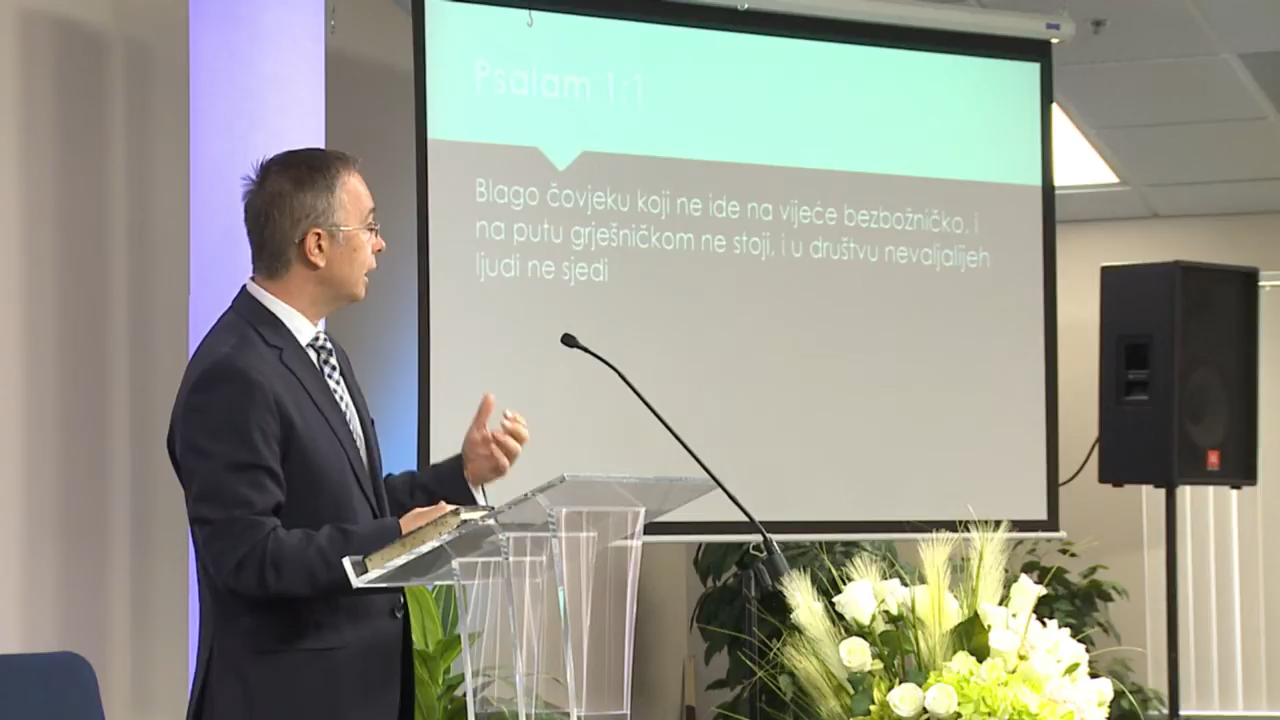 Psalam 1:1
Blago čovjeku koji ne ide na vijeće bezbožničko, i
na putu grješničkom ne stoji, i u društvu nevaljalijeh
ljudi ne sjedi